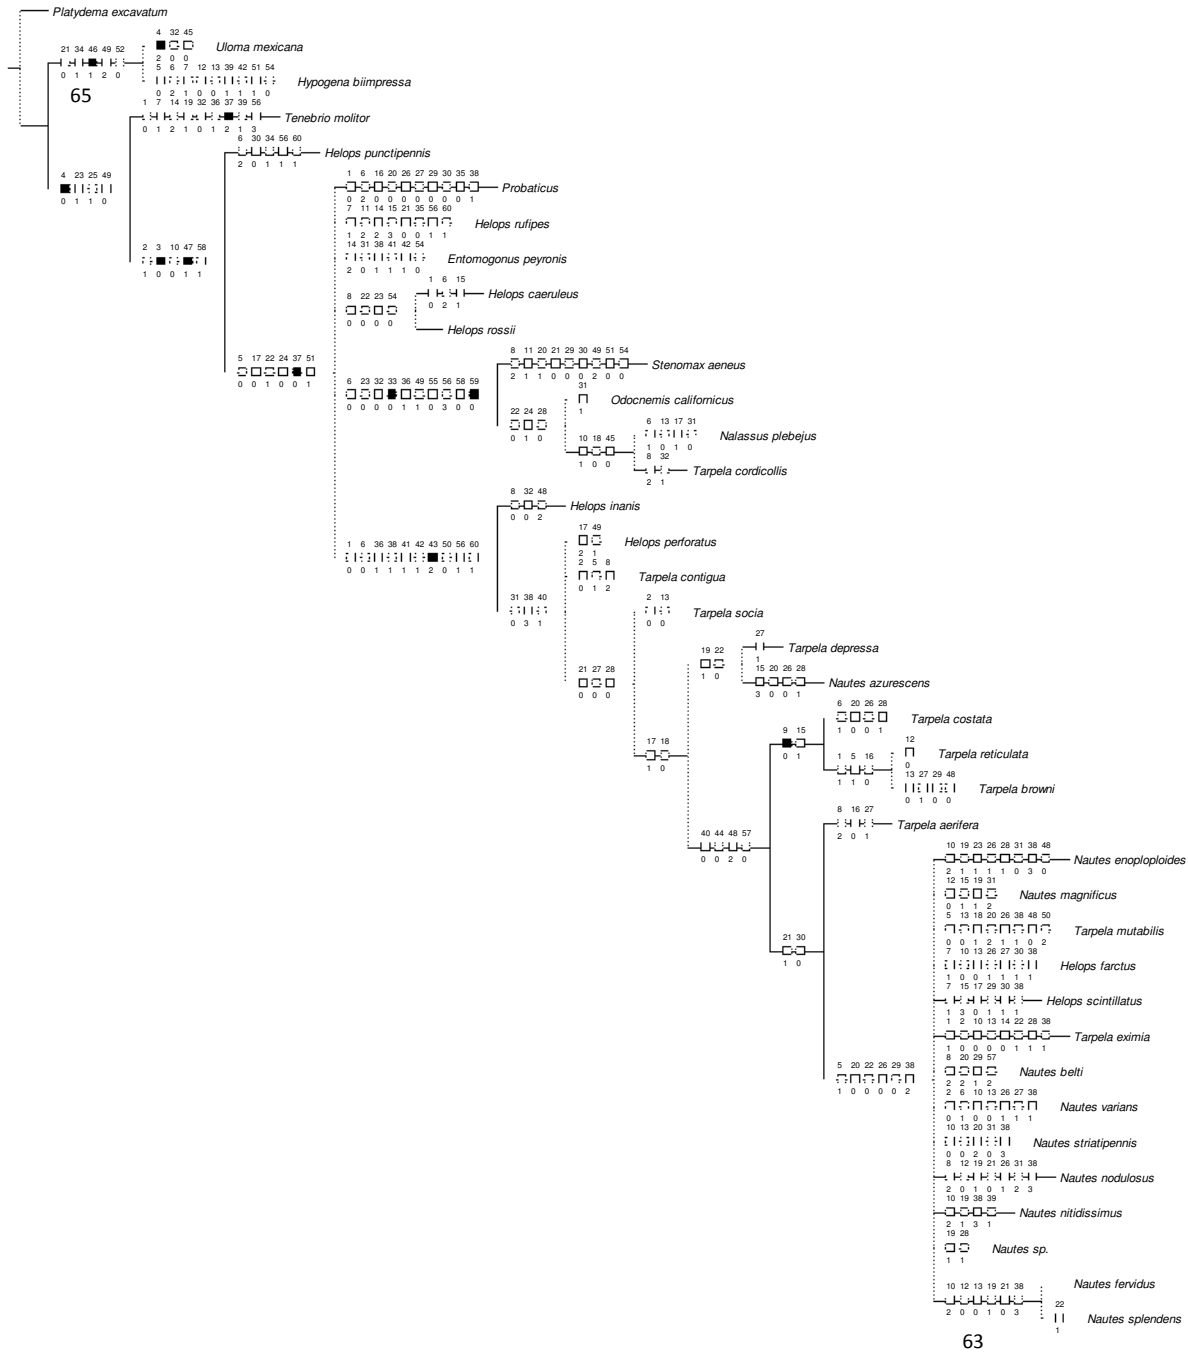 Platydema excavatum
4 32 45
Uloma mexicana
2 0 0
21 34 46 49 52
0 1 1 2 0
65
5 6 7 12 13 39 42 51 54
Hypogena biimpressa
0 2 1 0 0 1 1 1 0
1 7 14 19 32 36 37 39 56
Tenebrio molitor
0 1 2 1 0 1 2 1 3
4 23 25 49
0 1 1 0
6 30 34 56 60
Helops punctipennis
2 0 1 1 1
2 3 10 47 58
1 0 0 1 1
1 6 16 20 26 27 29 30 35 38
Probaticus
0 2 0 0 0 0 0 0 0 1
7 11 14 15 21 35 56 60
Helops rufipes
1 2 2 3 0 0 1 1
14 31 38 41 42 54
Entomogonus peyronis
2 0 1 1 1 0
8 22 23 54
0 0 0 0
1 6 15
Helops caeruleus
0 2 1
Helops rossii
5 17 22 24 37 51
0 0 1 0 0 1
6 23 32 33 36 49 55 56 58 59
0 0 0 0 1 1 0 3 0 0
8 11 20 21 29 30 49 51 54
Stenomax aeneus
2 1 1 0 0 0 2 0 0
22 24 28
0 1 0
31
Odocnemis californicus
1
10 18 45
1 0 0
6 13 17 31
Nalassus plebejus
1 0 1 0
8 32
Tarpela cordicollis
2 1
1 6 36 38 41 42 43 50 56 60
0 0 1 1 1 1 2 0 1 1
8 32 48
Helops inanis
0 0 2
31 38 40
0 3 1
17 49
Helops perforatus
2 1
2 5 8
Tarpela contigua
0 1 2
21 27 28
0 0 0
2 13
Tarpela socia
0 0
17 18
1 0
19 22
1 0
27
Tarpela depressa
1
15 20 26 28
Nautes azurescens
3 0 0 1
40 44 48 57
0 0 2 0
9 15
0 1
6 20 26 28
Tarpela costata
1 0 0 1
1 5 16
1 1 0
12
Tarpela reticulata
0
13 27 29 48
Tarpela browni
0 1 0 0
21 30
1 0
8 16 27
Tarpela aerifera
2 0 1
5 20 22 26 29 38
1 0 0 0 0 2
10 19 23 26 28 31 38 48
Nautes enoploploides
2 1 1 1 1 0 3 0
12 15 19 31
Nautes magnificus
0 1 1 2
5 13 18 20 26 38 48 50
Tarpela mutabilis
0 0 1 2 1 1 0 2
7 10 13 26 27 30 38
Helops farctus
1 0 0 1 1 1 1
7 15 17 29 30 38
Helops scintillatus
1 3 0 1 1 1
1 2 10 13 14 22 28 38
Tarpela eximia
1 0 0 0 0 1 1 1
8 20 29 57
Nautes belti
2 2 1 2
2 6 10 13 26 27 38
Nautes varians
0 1 0 0 1 1 1
10 13 20 31 38
Nautes striatipennis
0 0 2 0 3
8 12 19 21 26 31 38
Nautes nodulosus
2 0 1 0 1 2 3
10 19 38 39
Nautes nitidissimus
2 1 3 1
19 28
Nautes sp.
1 1
10 12 13 19 21 38
2 0 0 1 0 3
Nautes fervidus
22
Nautes splendens
1
63